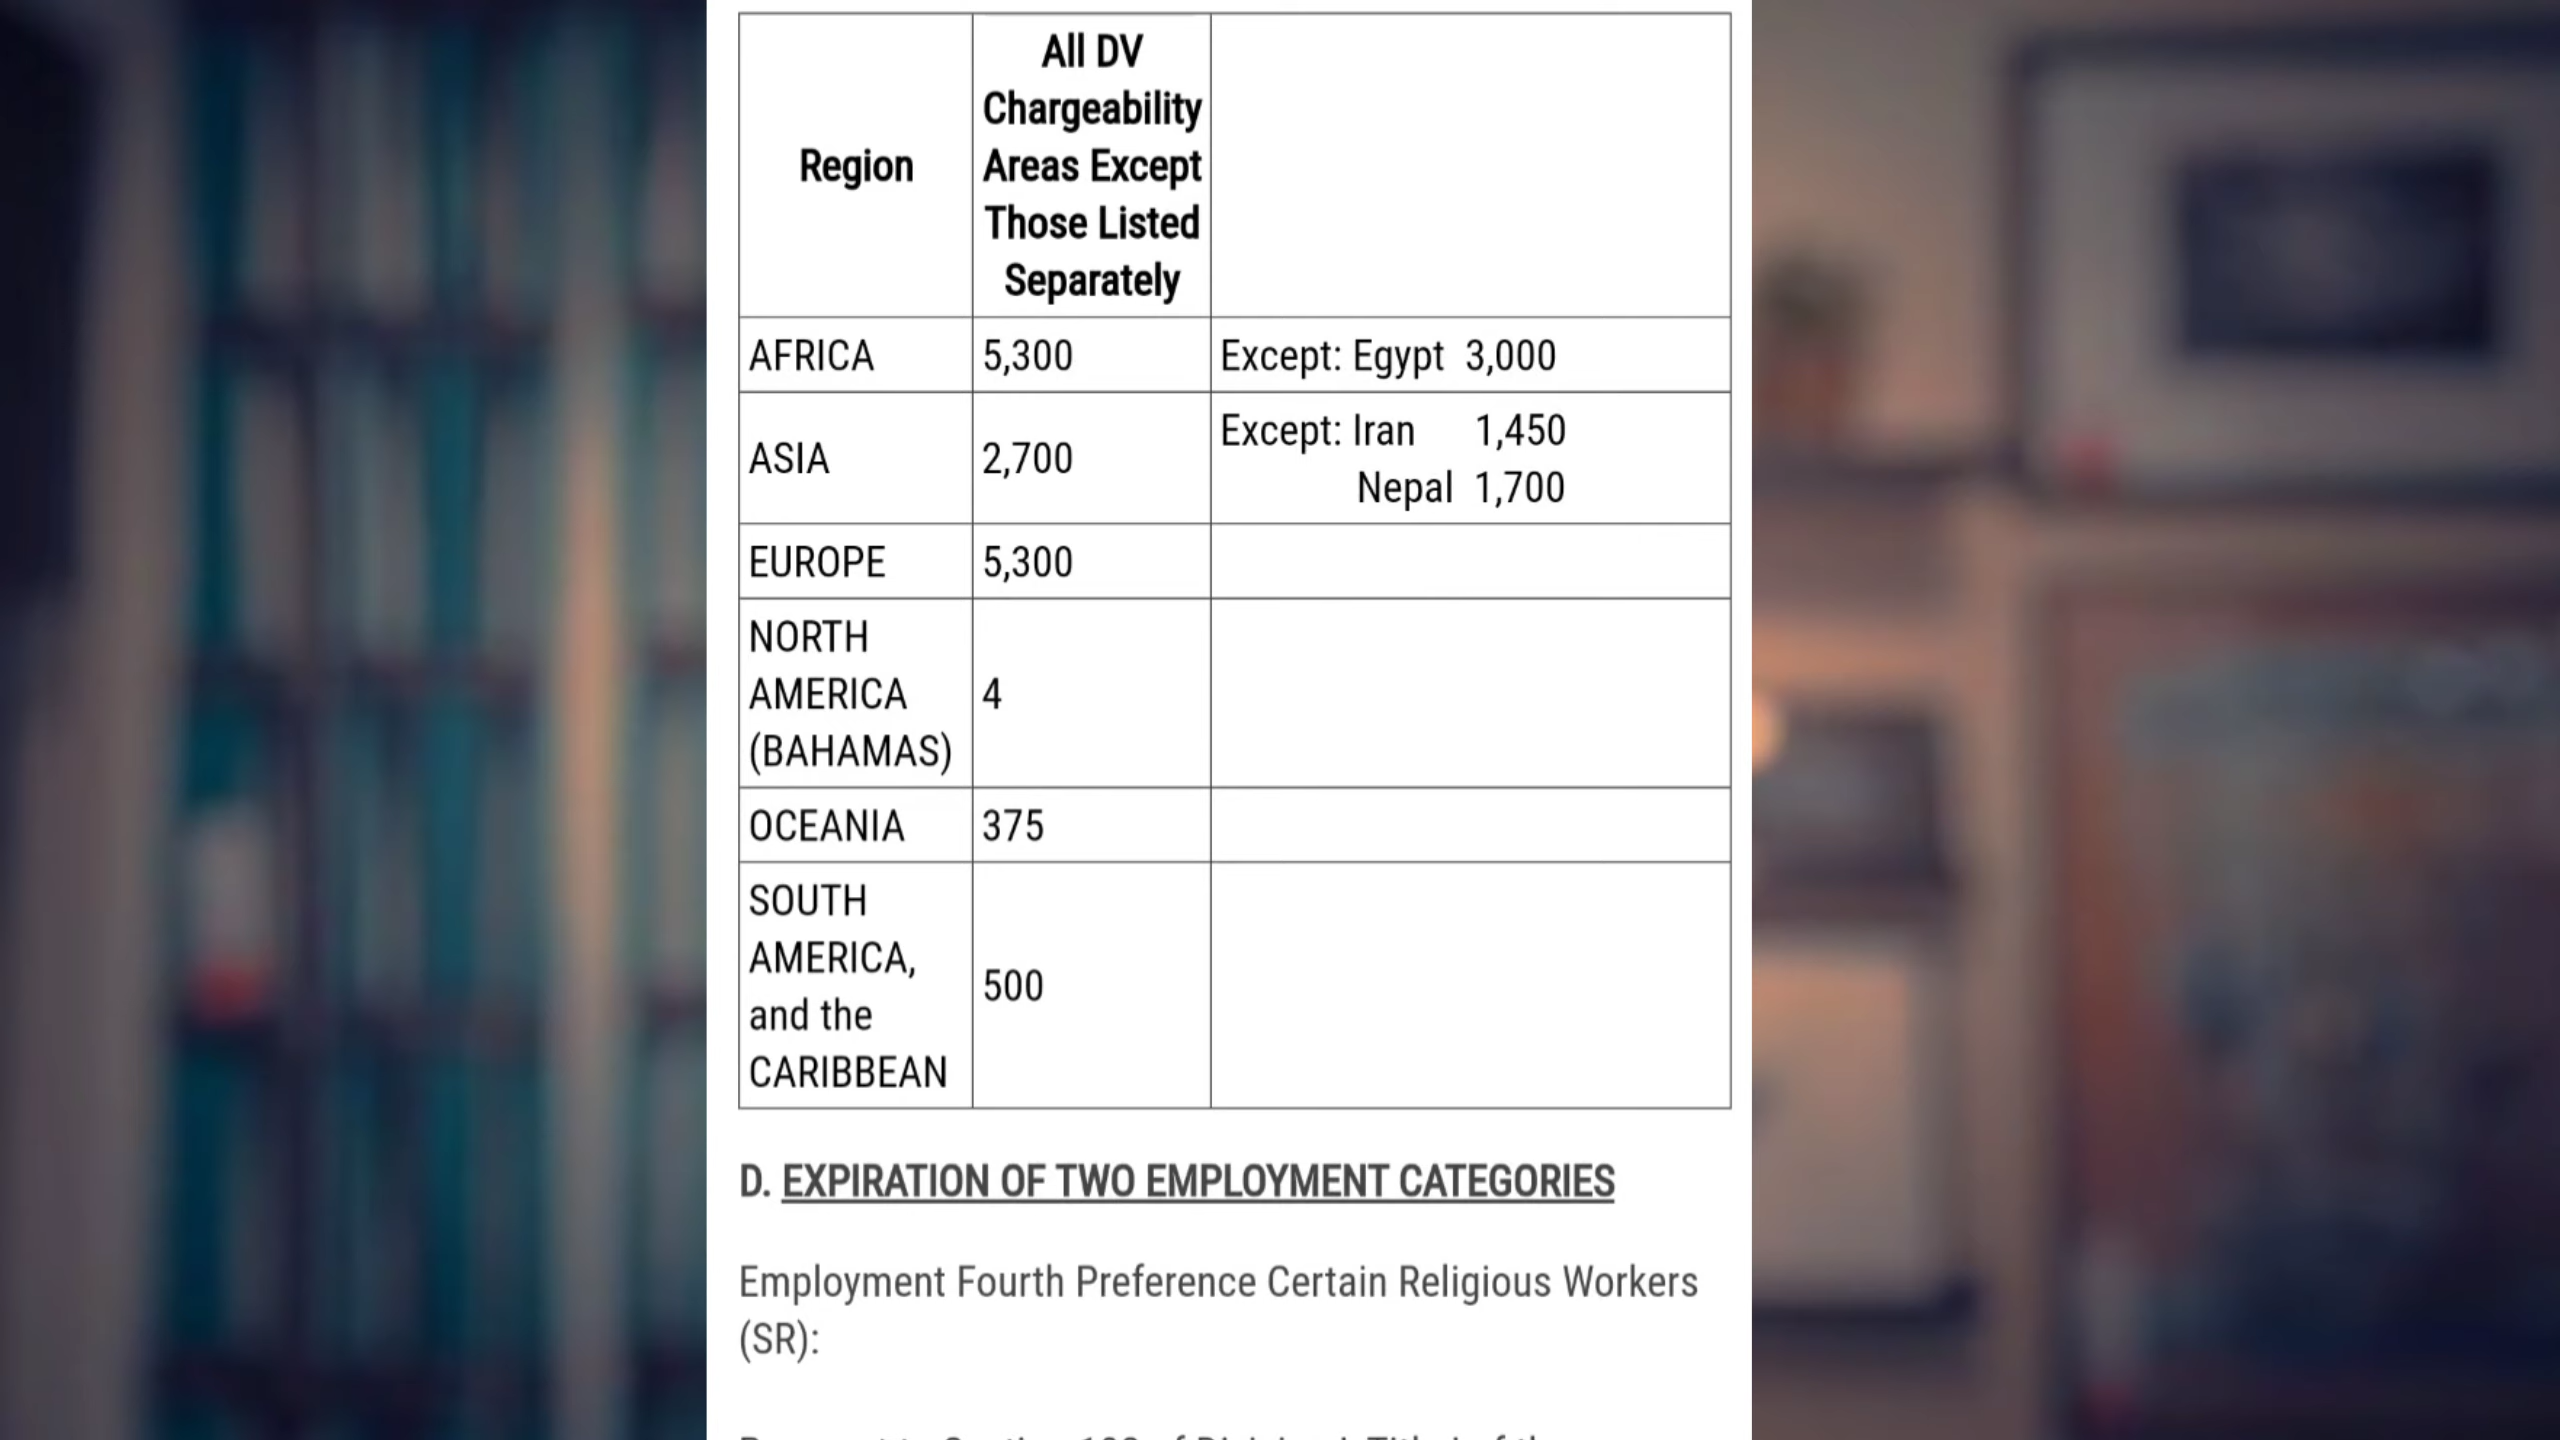 Region
All DV
Chargeability
Areas Except
Those Listed
Separately
AFRICA 5,300 Except: Egypt 3,000
ASIA 2,700 Except: Iran 1,450
Nepal 1,700
EUROPE 5,300
NORTH
AMERICA
(BAHAMAS)
4
OCEANIA 375
SOUTH
AMERICA,
and the
CARIBBEAN
500
D. EXPIRATION OF TWO EMPLOYMENT CATEGORIES
Employment Fourth Preference Certain Religious Workers
(SR):